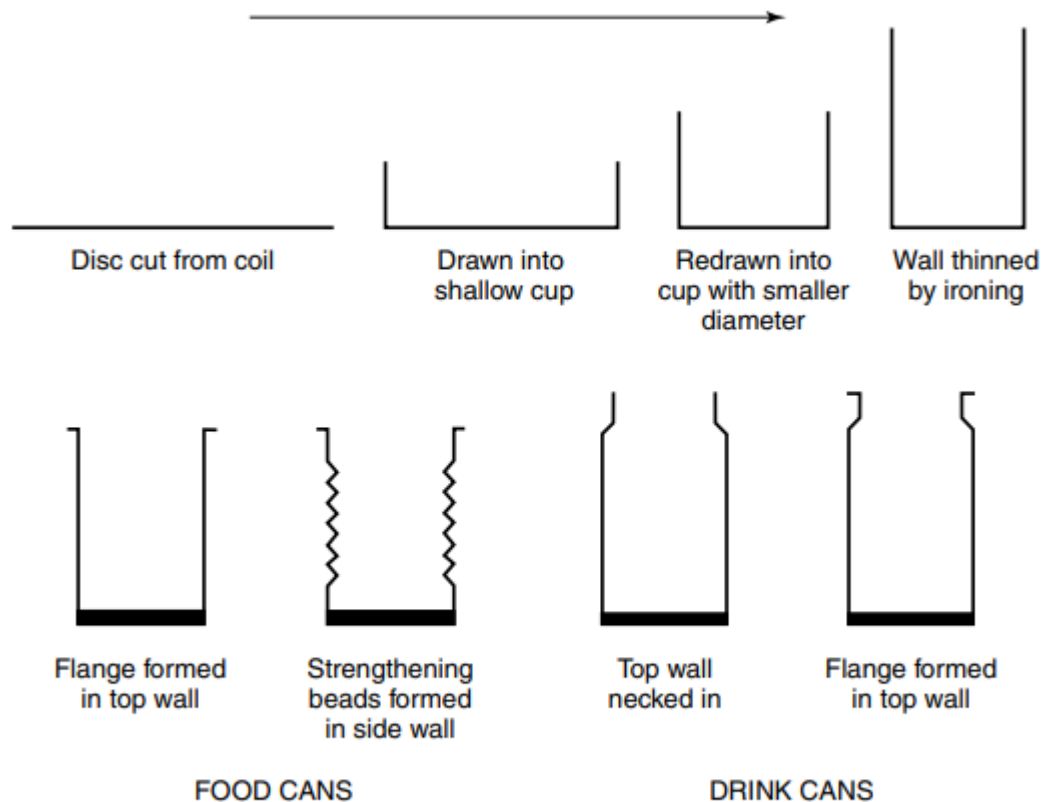 Disc cut from coil
Drawn into
shallow cup
Redrawn into
cup with smaller
diameter
Wall thinned
by ironing
Flange formed
in top wall
Strengthening
beads formed
in side wall
Top wall
necked in
Flange formed
in top wall
FOOD CANS
DRINK CANS